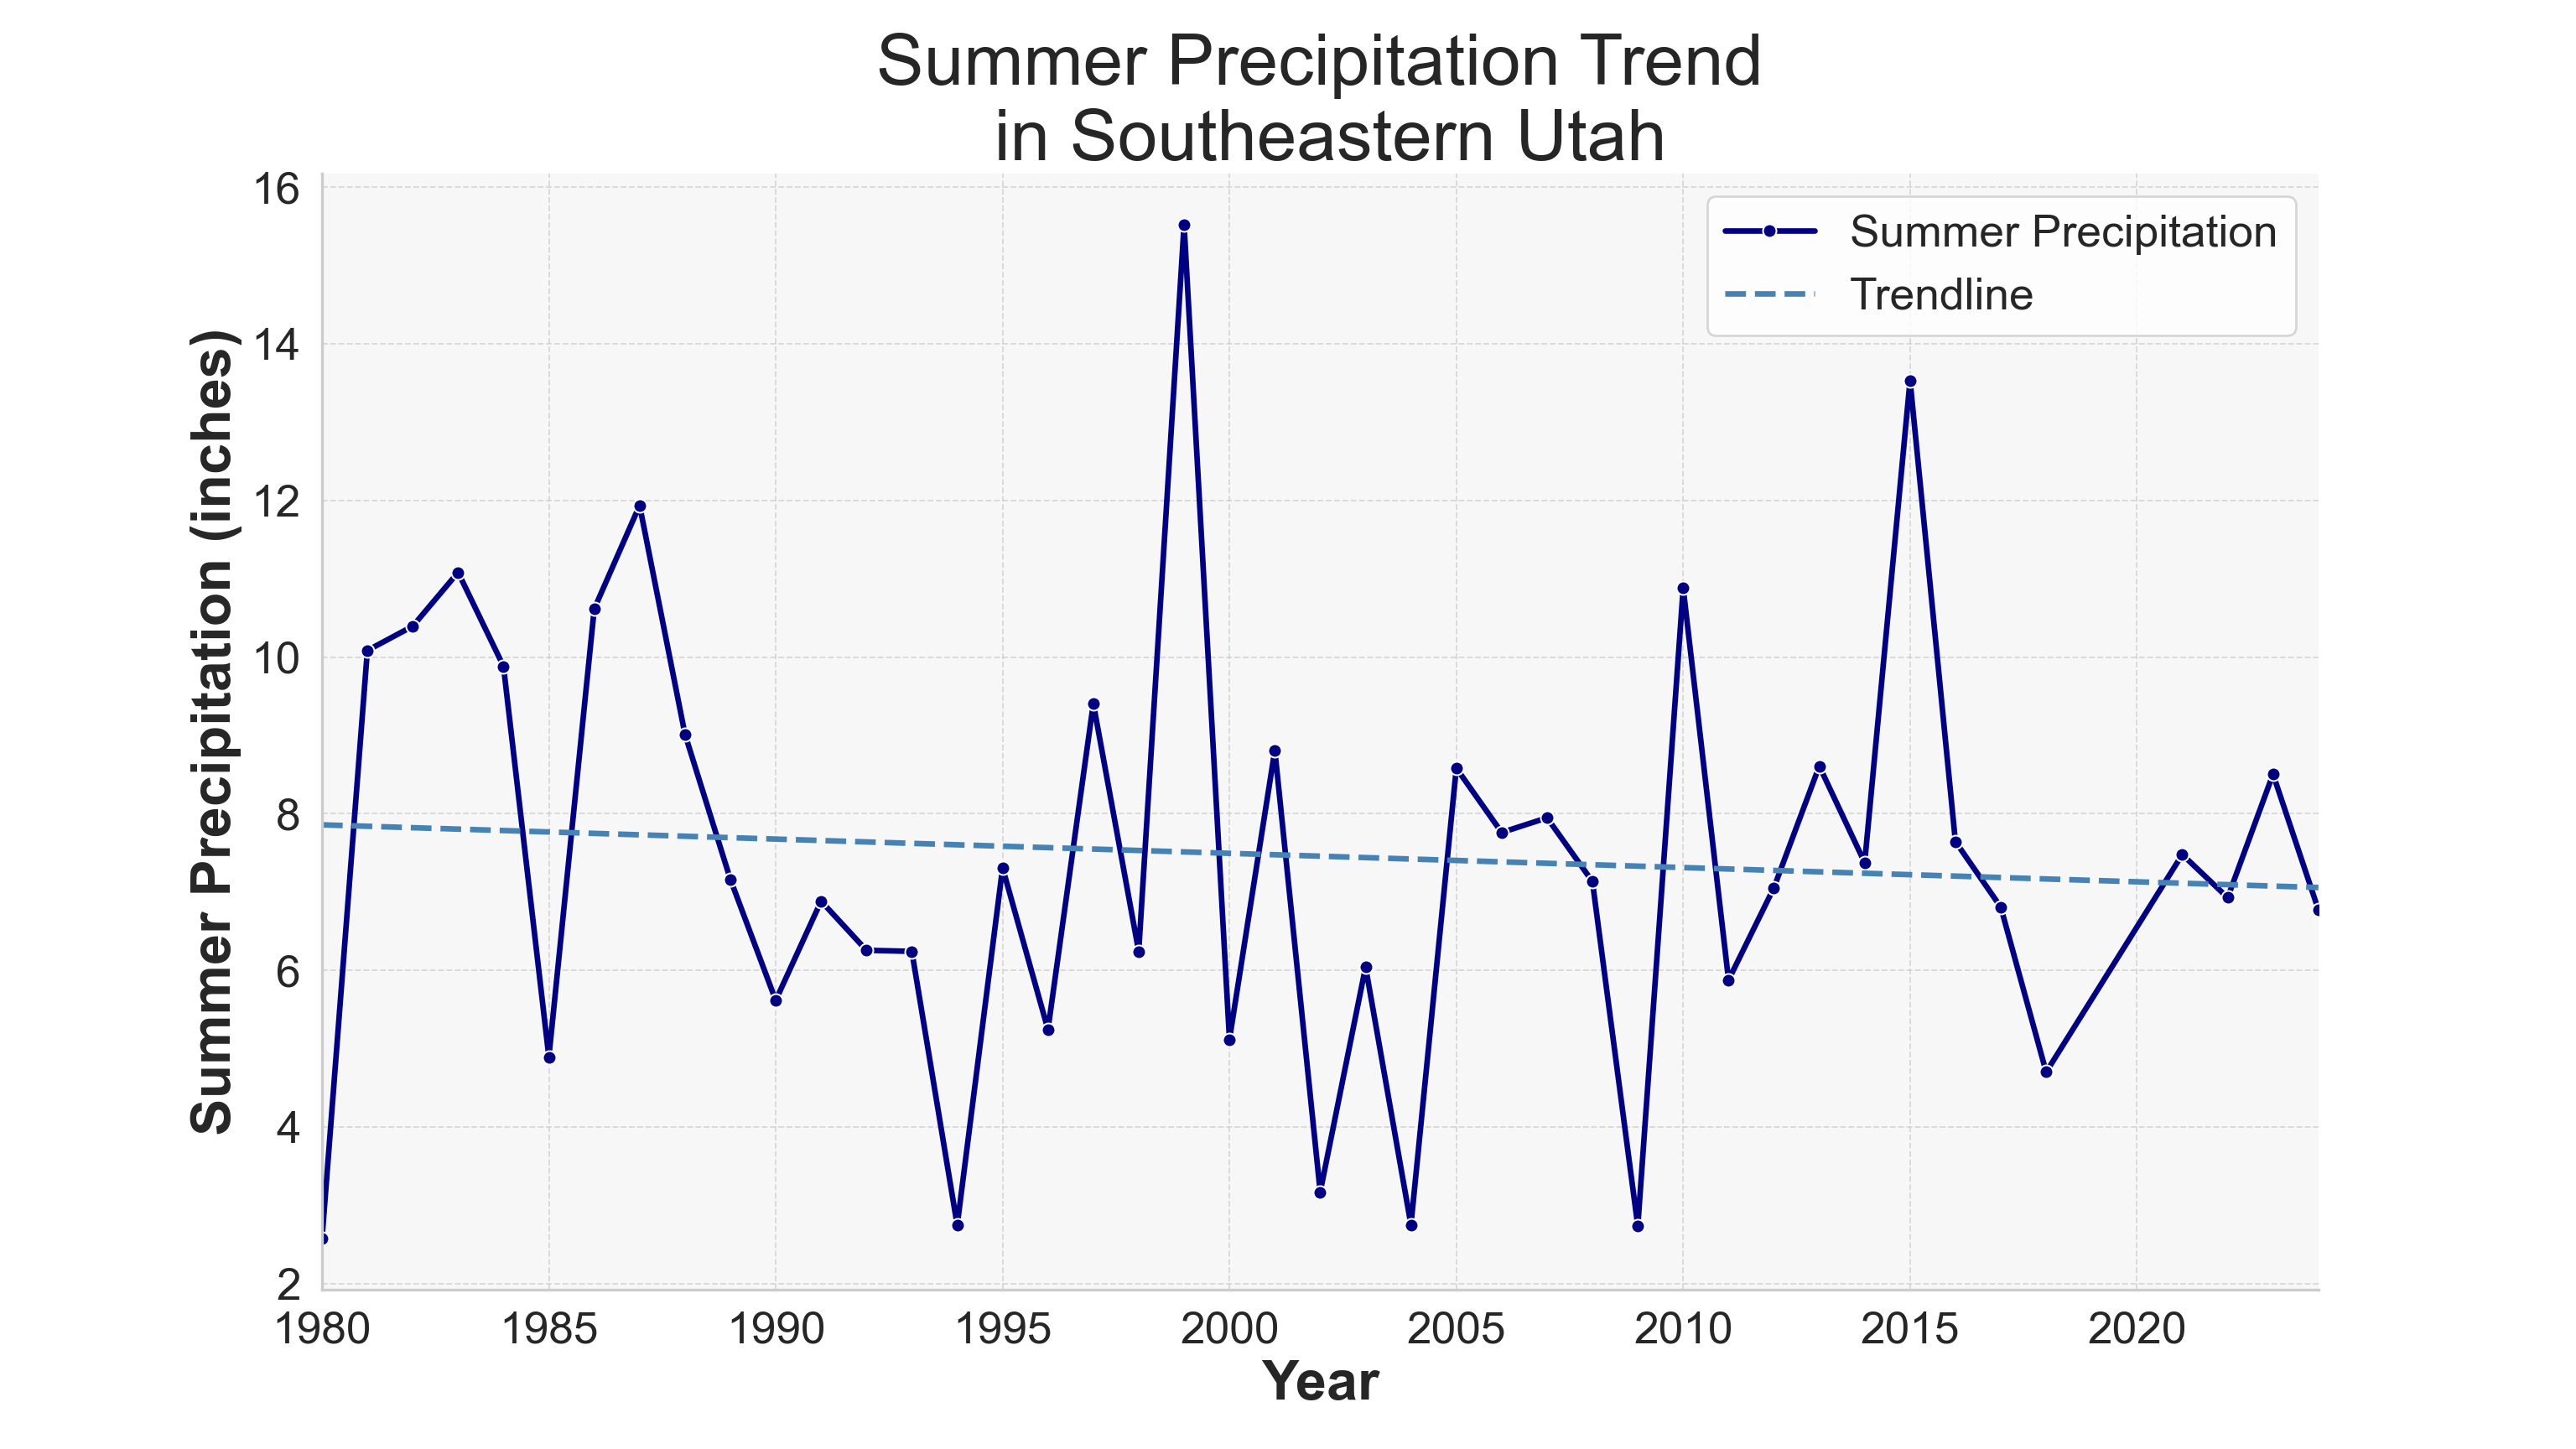 Summer Precipitation Trend
in Southeastern Utah
Summer Precipitation (inches)
16
14
12
10
8
6
4
2
Summer Precipitation
Trendline
1980 1985 1990 1995 2000 2005 2010 2015 2020
Year